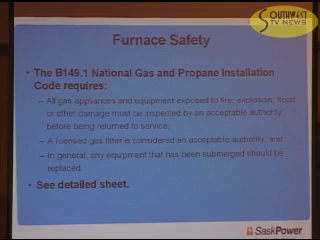 SOUTHWEST
TV NEWS
Furnace Safety
• The B149.1 National Gas and Propane Installation
Code requires:
– All gas appliances and equipment exposed to fire, explosion, flood
or other damage must be inspected by an acceptable authority
before being returned to service;
– A licensed gas fitter is considered an acceptable authority; and
– In general, any equipment that has been submerged should be
replaced.
• See detailed sheet.
SaskPower